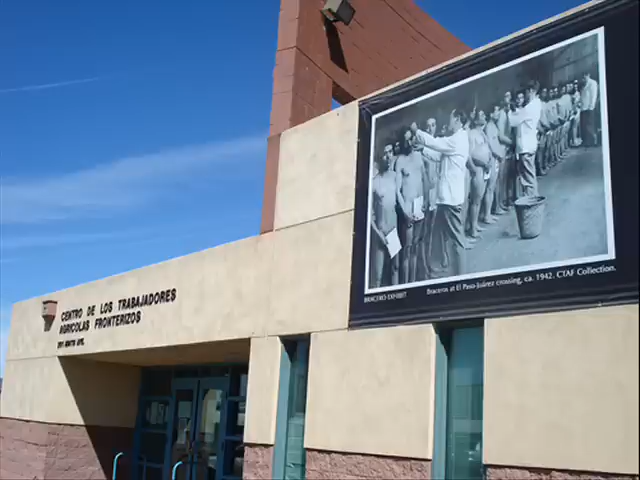 CENTRO DE LOS TRABAJADORES
AGRICOLAS FRONTERIZOS
BRACERO EXHIBIT
Braceros at El Paso-Juárez crossing, ca. 1942. CTAF Collection.